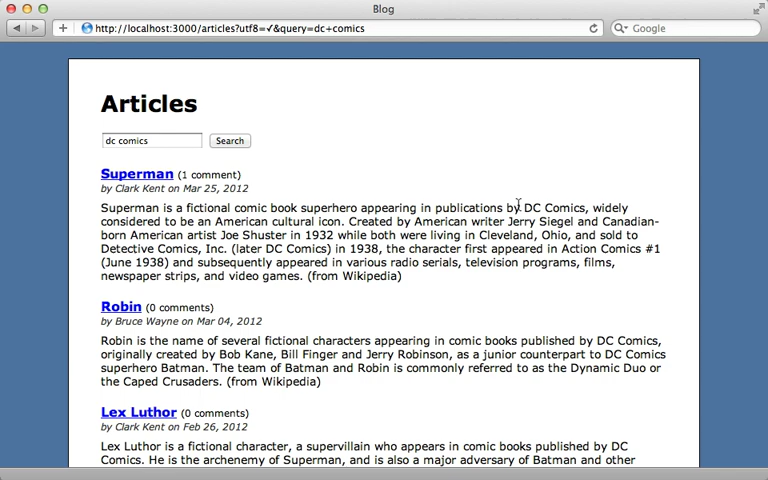 Blog
http://localhost:3000/articles?utf8=✓&query=dc+comics
Google
Articles
dc comics
Search
Superman (1 comment)
by Clark Kent on Mar 25, 2012
Superman is a fictional comic book superhero appearing in publications by DC Comics, widely
considered to be an American cultural icon. Created by American writer Jerry Siegel and Canadian-
born American artist Joe Shuster in 1932 while both were living in Cleveland, Ohio, and sold to
Detective Comics, Inc. (later DC Comics) in 1938, the character first appeared in Action Comics #1
(June 1938) and subsequently appeared in various radio serials, television programs, films,
newspaper strips, and video games. (from Wikipedia)
Robin (0 comments)
by Bruce Wayne on Mar 04, 2012
Robin is the name of several fictional characters appearing in comic books published by DC Comics,
originally created by Bob Kane, Bill Finger and Jerry Robinson, as a junior counterpart to DC Comics
superhero Batman. The team of Batman and Robin is commonly referred to as the Dynamic Duo or
the Caped Crusaders. (from Wikipedia)
Lex Luthor (0 comments)
by Clark Kent on Feb 26, 2012
Lex Luthor is a fictional character, a supervillain who appears in comic books published by DC
Comics. He is the archenemy of Superman, and is also a major adversary of Batman and other